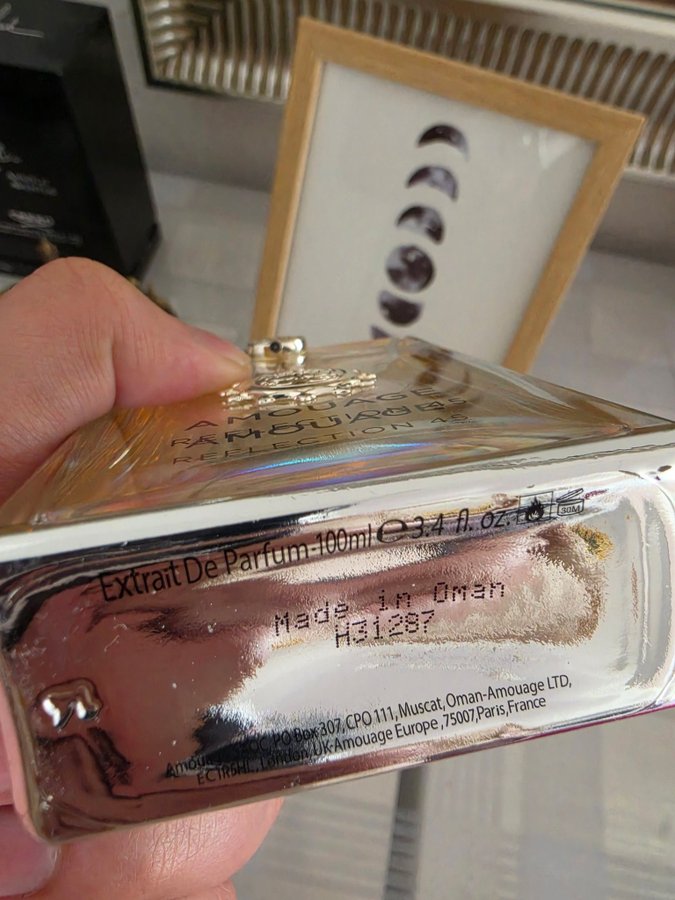 AMOUAGE
REFLECTION 45
Extrait De Parfum-100ml ℮ 3.4 fl. oz.
30M
Made in Oman
H31287
PO Box 307, CPO 111, Muscat, Oman-Amouage LTD,
London, UK-Amouage Europe ,75007,Paris,France